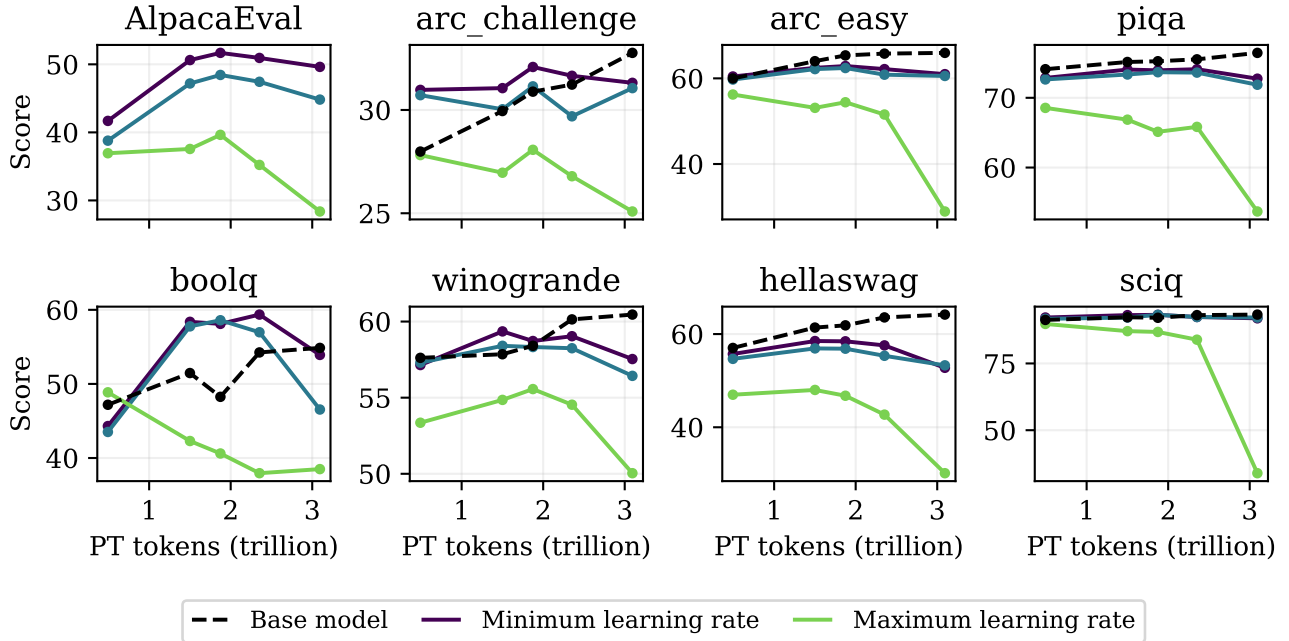 AlpacaEval
arc_challenge
arc_easy
piqa
Score
50
40
30
30
25
60
40
70
60
boolq
winogrande
hellaswag
sciq
Score
60
50
40
60
55
50
60
40
75
50
1 2 3
1 2 3
1 2 3
1 2 3
PT tokens (trillion)
PT tokens (trillion)
PT tokens (trillion)
PT tokens (trillion)
Base model
Minimum learning rate
Maximum learning rate